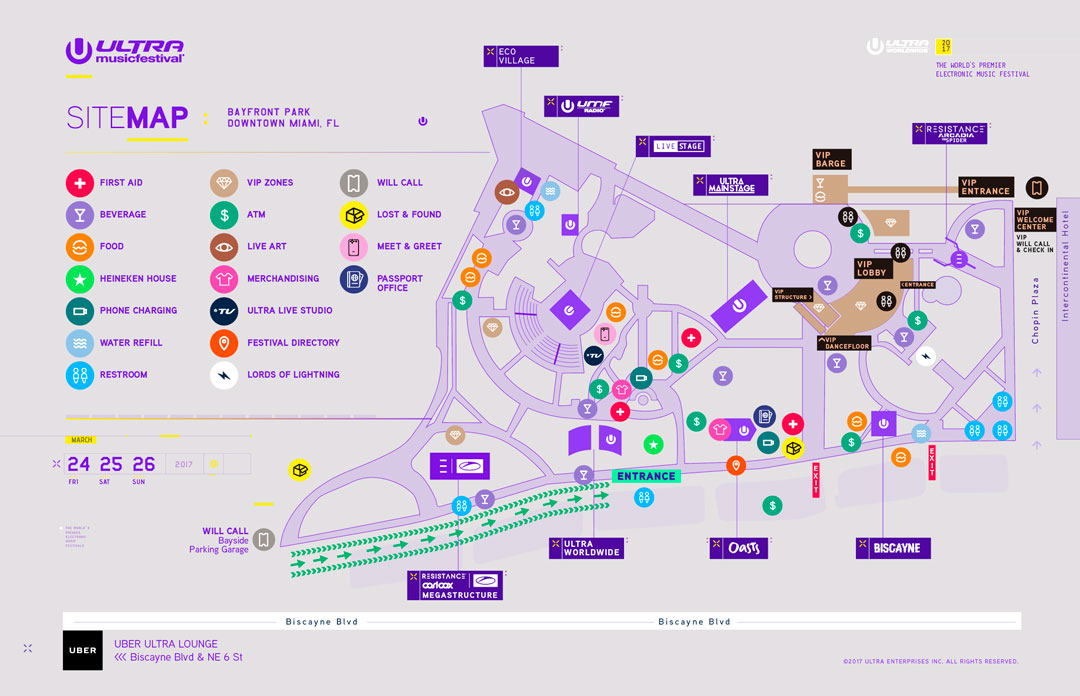 ULTRA
musicfestival
SITEMAP :
BAYFRONT PARK
DOWNTOWN MIAMI, FL
ULTRA
WORLDWIDE
20
17
THE WORLD'S PREMIER
ELECTRONIC MUSIC FESTIVAL
FIRST AID
BEVERAGE
FOOD
HEINEKEN HOUSE
PHONE CHARGING
WATER REFILL
RESTROOM
VIP ZONES
ATM
LIVE ART
MERCHANDISING
ULTRA LIVE STUDIO
FESTIVAL DIRECTORY
LORDS OF LIGHTNING
WILL CALL
LOST & FOUND
MEET & GREET
PASSPORT
OFFICE
ECO
VILLAGE
UMF
RADIO
LIVE STAGE
ULTRA
MAINSTAGE
RESISTANCE
ARCADIA
SPIDER
VIP
BARGE
VIP
ENTRANCE
VIP
WELCOME
CENTER
VIP
WILL CALL
& CHECK IN
VIP
LOBBY
<ENTRANCE
VIP
STRUCTURE >
VIP
DANCEFLOOR
Chopin Plaza
Intercontinental Hotel
MARCH
24 25 26
FRI SAT SUN
2017
ENTRANCE
EXIT
EXIT
WILL CALL
Bayside
Parking Garage
ULTRA
WORLDWIDE
OASIS
BISCAYNE
RESISTANCE
carl cox
MEGASTRUCTURE
Biscayne Blvd
Biscayne Blvd
UBER
UBER ULTRA LOUNGE
<<< Biscayne Blvd & NE 6 St
©2017 ULTRA ENTERPRISES INC. ALL RIGHTS RESERVED.